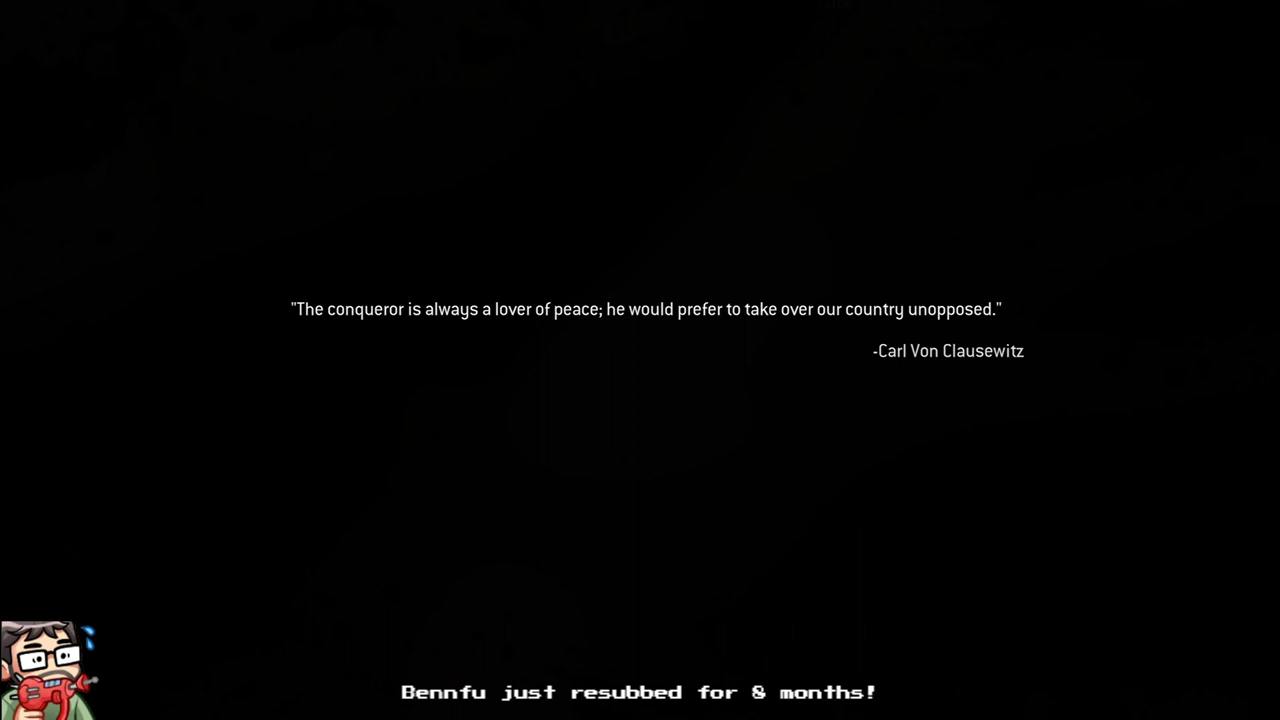 "The conqueror is always a lover of peace; he would prefer to take over our country unopposed."
-Carl Von Clausewitz
Bennfu just resubbed for 8 months!